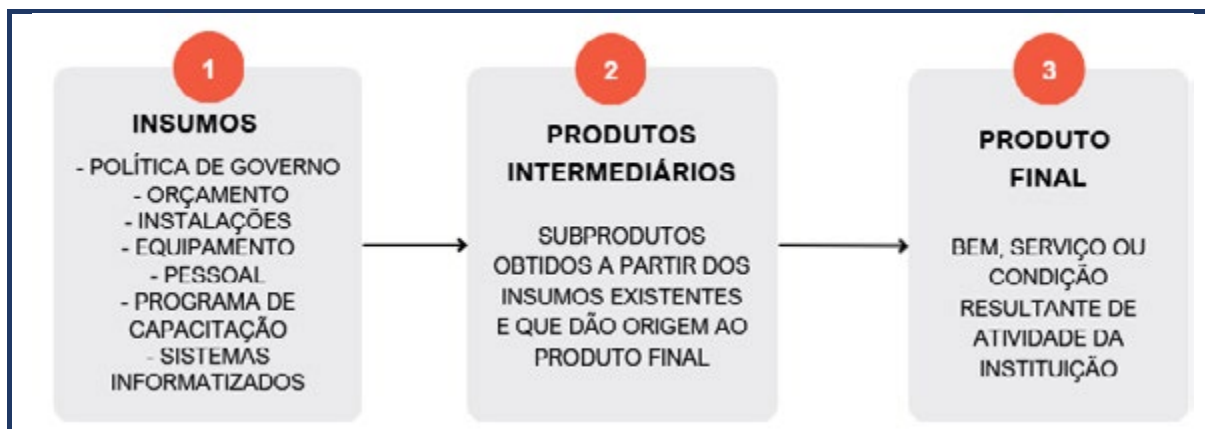 1
INSUMOS
- POLÍTICA DE GOVERNO
- ORÇAMENTO
- INSTALAÇÕES
- EQUIPAMENTO
- PESSOAL
- PROGRAMA DE
CAPACITAÇÃO
- SISTEMAS
INFORMATIZADOS
2
PRODUTOS
INTERMEDIÁRIOS
SUBPRODUTOS
OBTIDOS A PARTIR DOS
INSUMOS EXISTENTES
E QUE DÃO ORIGEM AO
PRODUTO FINAL
3
PRODUTO
FINAL
BEM, SERVIÇO OU
CONDIÇÃO
RESULTANTE DE
ATIVIDADE DA
INSTITUIÇÃO